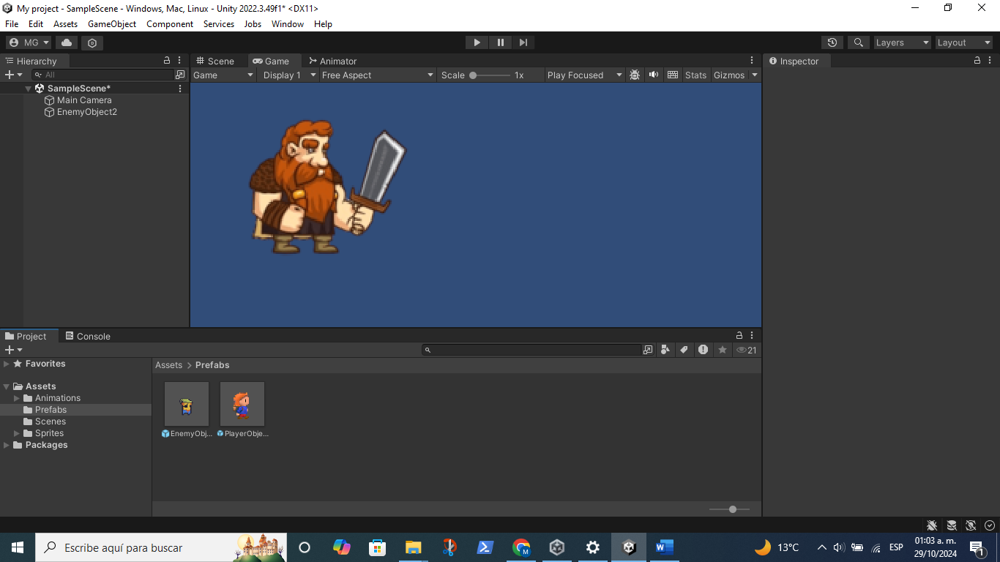 My project - SampleScene - Windows, Mac, Linux - Unity 2022.3.49f1* <DX11>
File Edit Assets GameObject Component Services Jobs Window Help
MG
Layers
Layout
Hierarchy
All
SampleScene*
Main Camera
EnemyObject2
Scene Game Animator
Game Display 1 Free Aspect Scale 1x Play Focused Stats Gizmos
Inspector
Project Console
21
Favorites
Assets
Animations
Prefabs
Scenes
Sprites
Packages
Assets > Prefabs
EnemyObj... PlayerObje...
Escribe aquí para buscar
13°C
ESP
01:03 a. m.
29/10/2024
1